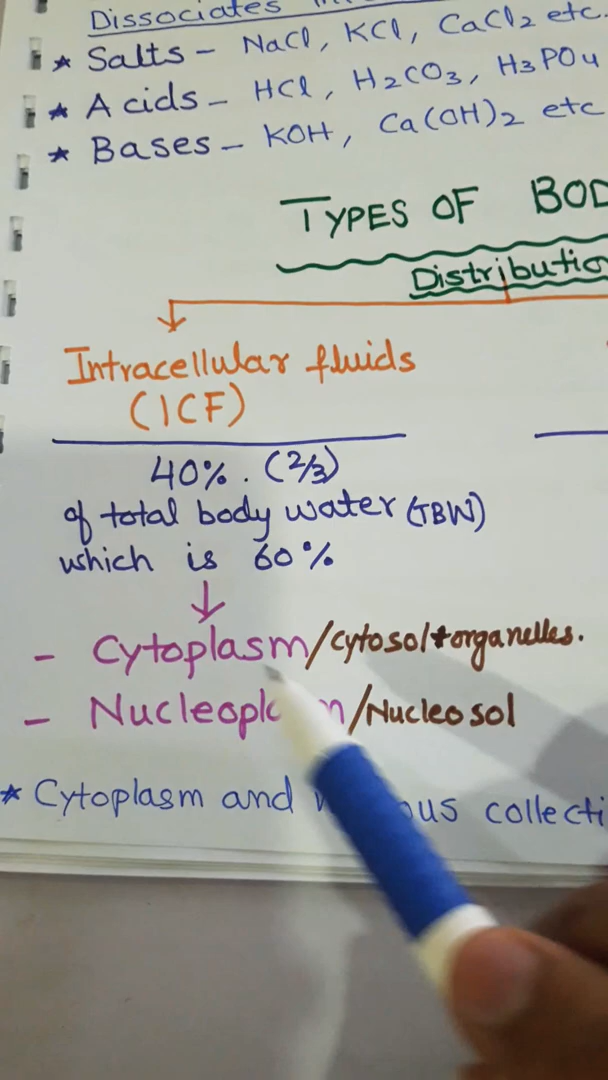 Dissociates
* Salts - NaCl, KCl, CaCl2 etc.
* Acids - HCl, H2CO3, H3PO4
* Bases - KOH, Ca(OH)2 etc
TYPES OF BOD
Distributio
Intracellular fluids
(ICF)
40%. (2/3)
of total body water (TBW)
which is 60%
- Cytoplasm/cytosol+organelles.
- Nucleopl m/Nucleosol
* Cytoplasm and ous collecti